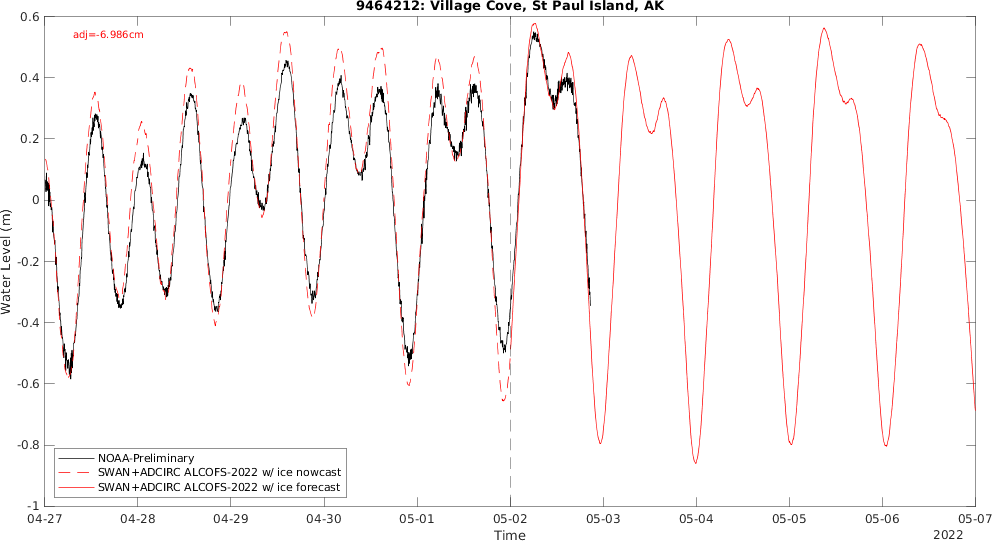 9464212: Village Cove, St Paul Island, AK
adj=-6.986cm
0.6
0.4
0.2
0
-0.2
-0.4
-0.6
-0.8
-1
Water Level (m)
NOAA-Preliminary
SWAN+ADCIRC ALCOFS-2022 w/ ice nowcast
SWAN+ADCIRC ALCOFS-2022 w/ ice forecast
04-27 04-28 04-29 04-30 05-01 05-02 05-03 05-04 05-05 05-06 05-07
Time
2022